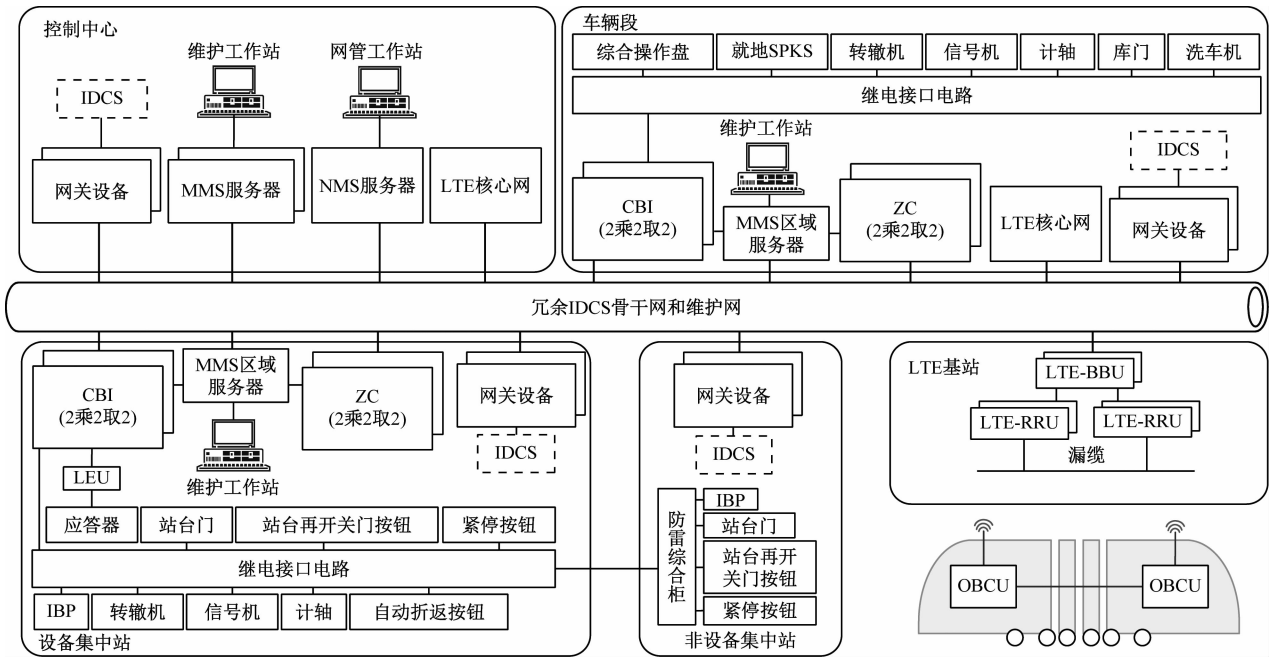 控制中心
维护工作站
网管工作站
IDCS
网关设备
MMS服务器
NMS服务器
LTE核心网
车辆段
综合操作盘
就地SPKS
转辙机
信号机
计轴
库门
洗车机
继电接口电路
维护工作站
IDCS
CBI
(2乘2取2)
MMS区域
服务器
ZC
(2乘2取2)
LTE核心网
网关设备
冗余IDCS骨干网和维护网
CBI
(2乘2取2)
MMS区域
服务器
ZC
(2乘2取2)
网关设备
IDCS
LEU
维护工作站
应答器
站台门
站台再开关门按钮
紧停按钮
继电接口电路
IBP
转辙机
信号机
计轴
自动折返按钮
设备集中站
网关设备
IDCS
防雷综合柜
IBP
站台门
站台再开
关门按钮
紧停按钮
非设备集中站
LTE基站
LTE-BBU
LTE-RRU
LTE-RRU
漏缆
OBCU
OBCU